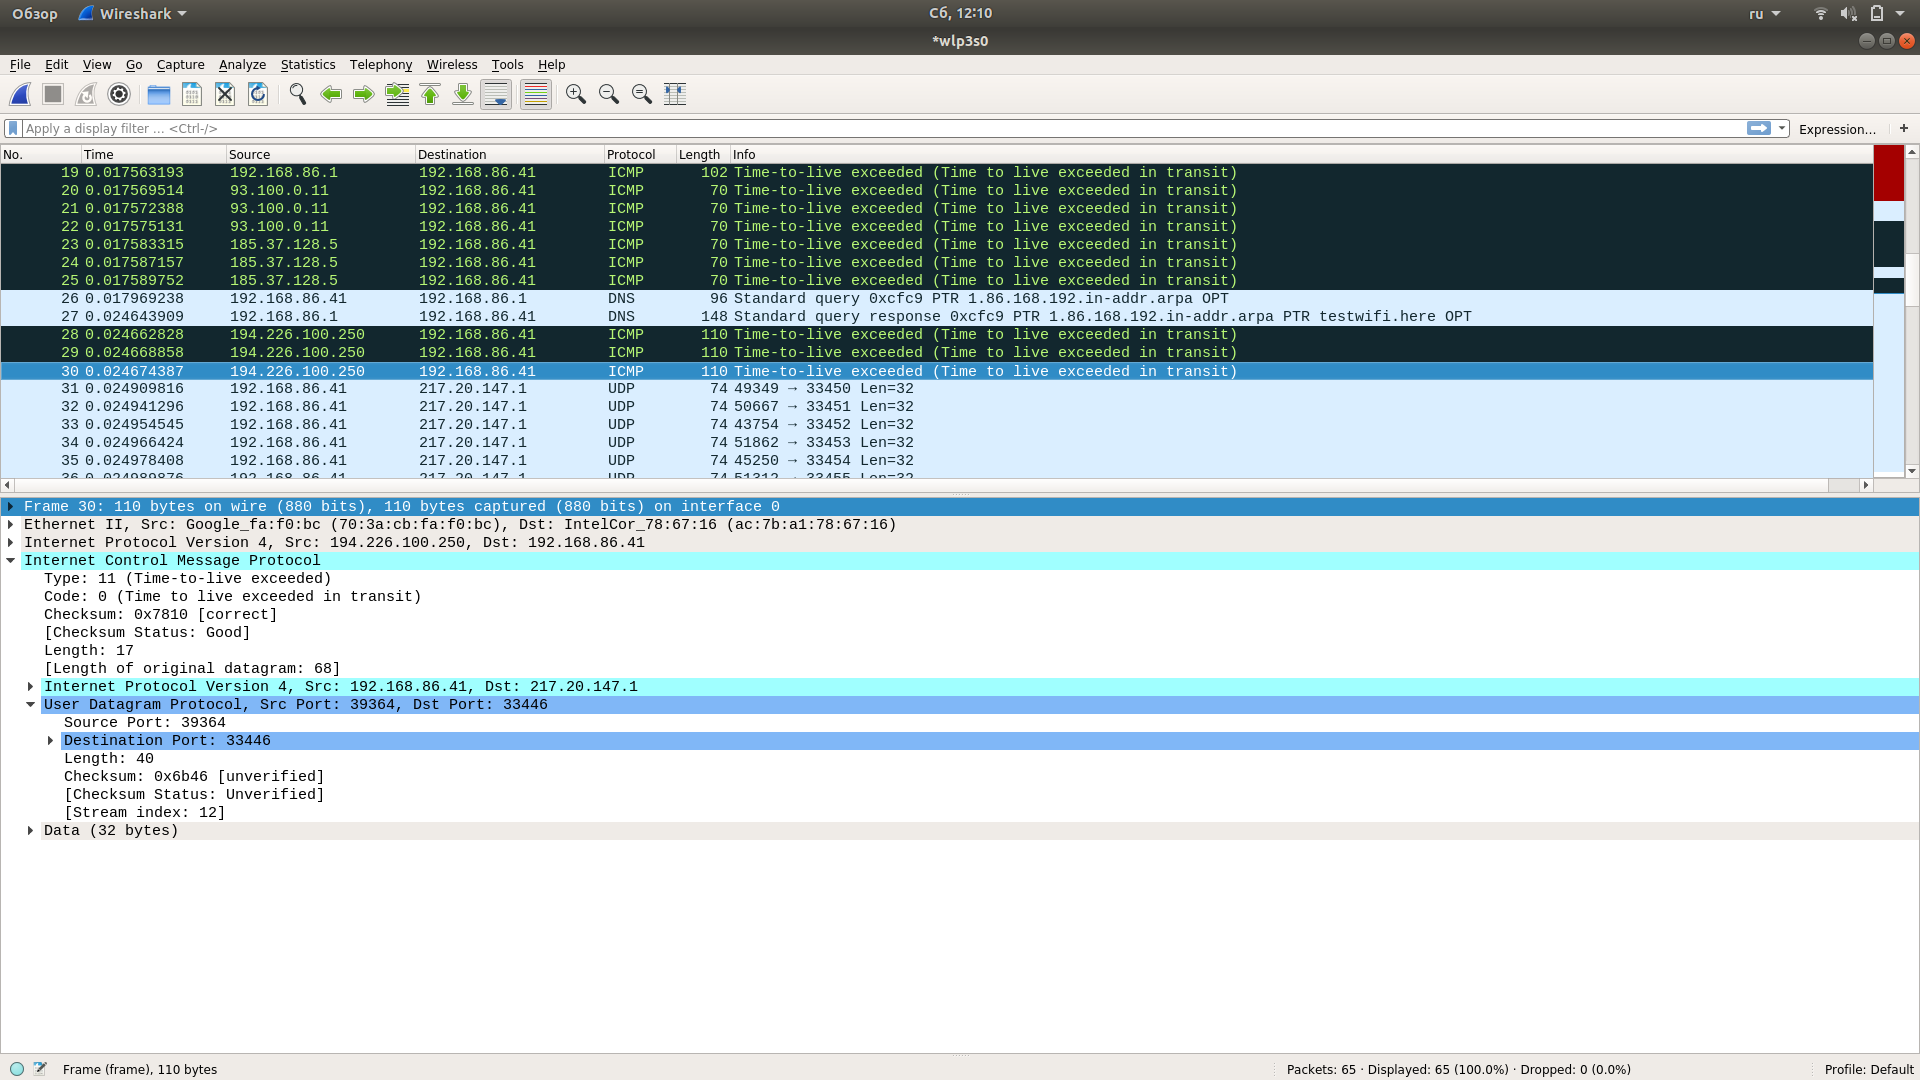 Обзор Wireshark Сб, 12:10 ru
*wlp3s0
File Edit View Go Capture Analyze Statistics Telephony Wireless Tools Help
Apply a display filter ... <Ctrl-/> Expression... +
No. Time Source Destination Protocol Length Info
19 0.017563193 192.168.86.1 192.168.86.41 ICMP 102 Time-to-live exceeded (Time to live exceeded in transit)
20 0.017569514 93.100.0.11 192.168.86.41 ICMP 70 Time-to-live exceeded (Time to live exceeded in transit)
21 0.017572388 93.100.0.11 192.168.86.41 ICMP 70 Time-to-live exceeded (Time to live exceeded in transit)
22 0.017575131 93.100.0.11 192.168.86.41 ICMP 70 Time-to-live exceeded (Time to live exceeded in transit)
23 0.017583315 185.37.128.5 192.168.86.41 ICMP 70 Time-to-live exceeded (Time to live exceeded in transit)
24 0.017587157 185.37.128.5 192.168.86.41 ICMP 70 Time-to-live exceeded (Time to live exceeded in transit)
25 0.017589752 185.37.128.5 192.168.86.41 ICMP 70 Time-to-live exceeded (Time to live exceeded in transit)
26 0.017969238 192.168.86.41 192.168.86.1 DNS 96 Standard query 0xcfc9 PTR 1.86.168.192.in-addr.arpa OPT
27 0.024643909 192.168.86.1 192.168.86.41 DNS 148 Standard query response 0xcfc9 PTR 1.86.168.192.in-addr.arpa PTR testwifi.here OPT
28 0.024662828 194.226.100.250 192.168.86.41 ICMP 110 Time-to-live exceeded (Time to live exceeded in transit)
29 0.024668858 194.226.100.250 192.168.86.41 ICMP 110 Time-to-live exceeded (Time to live exceeded in transit)
30 0.024674387 194.226.100.250 192.168.86.41 ICMP 110 Time-to-live exceeded (Time to live exceeded in transit)
31 0.024909816 192.168.86.41 217.20.147.1 UDP 74 49349 → 33450 Len=32
32 0.024941296 192.168.86.41 217.20.147.1 UDP 74 50667 → 33451 Len=32
33 0.024954545 192.168.86.41 217.20.147.1 UDP 74 43754 → 33452 Len=32
34 0.024966424 192.168.86.41 217.20.147.1 UDP 74 51862 → 33453 Len=32
35 0.024978408 192.168.86.41 217.20.147.1 UDP 74 45250 → 33454 Len=32
36 0.024989876 192.168.86.41 217.20.147.1 UDP 74 51312 → 33455 Len=32
Frame 30: 110 bytes on wire (880 bits), 110 bytes captured (880 bits) on interface 0
Ethernet II, Src: Google_fa:f0:bc (70:3a:cb:fa:f0:bc), Dst: IntelCor_78:67:16 (ac:7b:a1:78:67:16)
Internet Protocol Version 4, Src: 194.226.100.250, Dst: 192.168.86.41
Internet Control Message Protocol
Type: 11 (Time-to-live exceeded)
Code: 0 (Time to live exceeded in transit)
Checksum: 0x7810 [correct]
[Checksum Status: Good]
Length: 17
[Length of original datagram: 68]
Internet Protocol Version 4, Src: 192.168.86.41, Dst: 217.20.147.1
User Datagram Protocol, Src Port: 39364, Dst Port: 33446
Source Port: 39364
Destination Port: 33446
Length: 40
Checksum: 0x6b46 [unverified]
[Checksum Status: Unverified]
[Stream index: 12]
Data (32 bytes)
Frame (frame), 110 bytes Packets: 65 · Displayed: 65 (100.0%) · Dropped: 0 (0.0%) Profile: Default